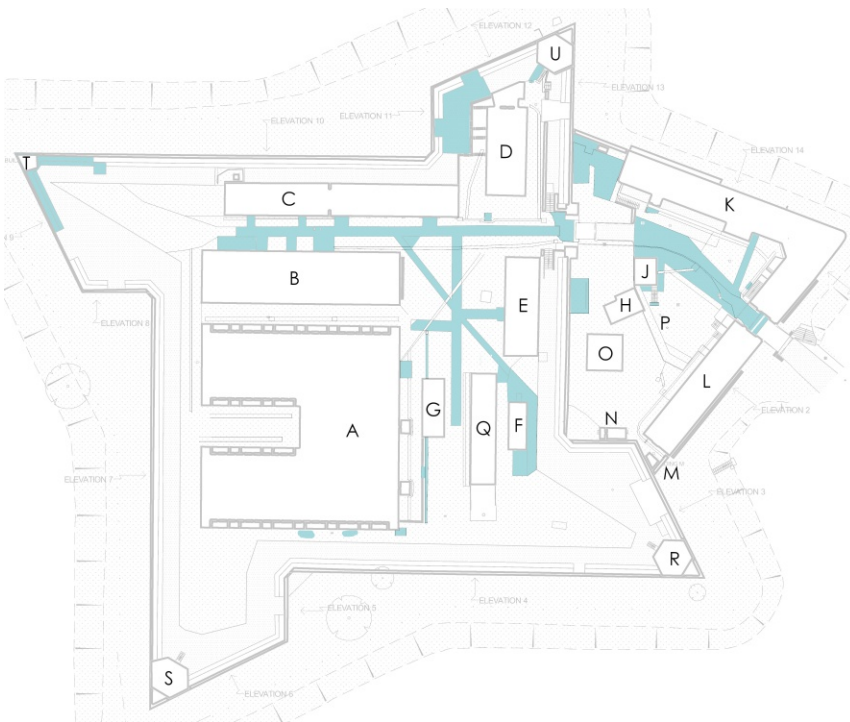 ELEVATION 12
U
ELEVATION 13
ELEVATION 10
ELEVATION 11
D
ELEVATION 14
T
C
K
B
J
E
H
P
ELEVATION 8
O
L
A
G
Q
F
N
ELEVATION 2
M
ELEVATION 7
ELEVATION 3
R
ELEVATION 4
ELEVATION 5
S
ELEVATION 6